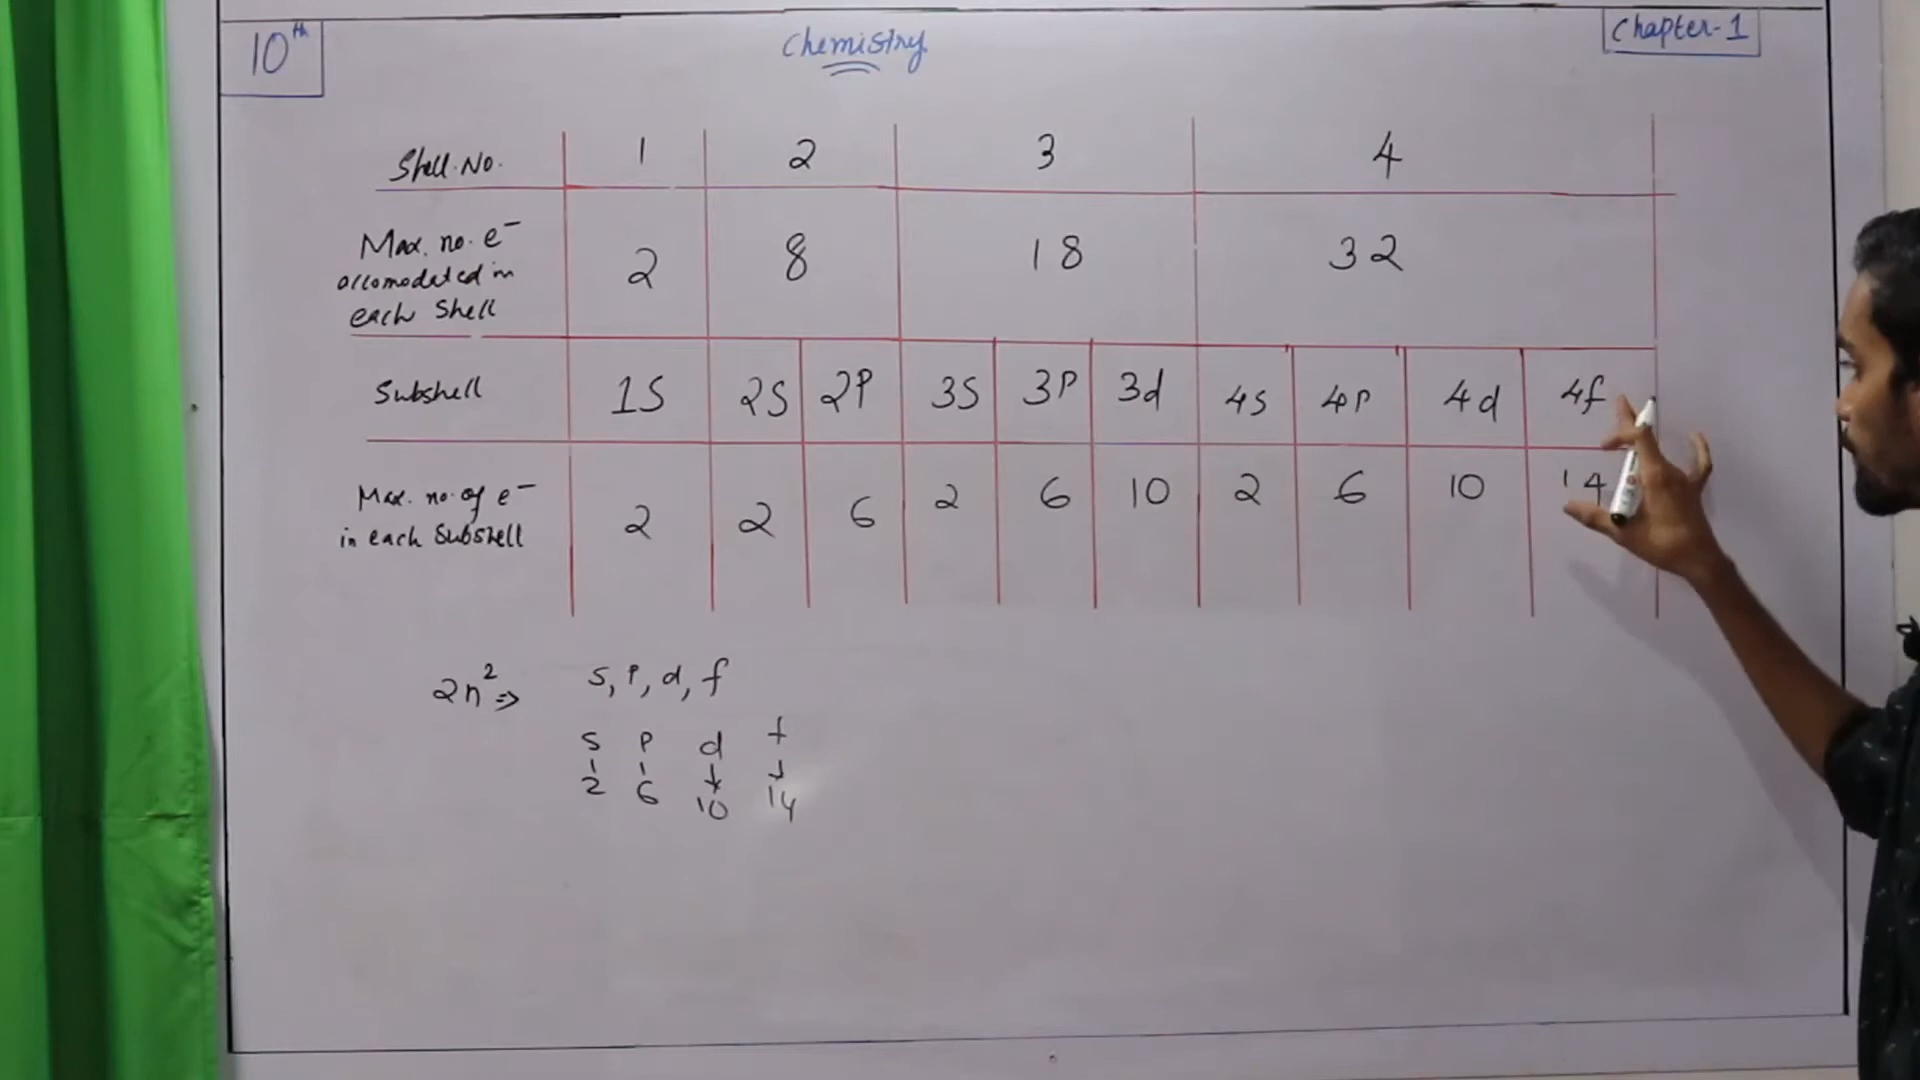 10th
Chemistry
Chapter-1
Shell.No. 1 2 3 4
Max. no. e⁻
accomodated in
each Shell
2 8 18 32
Subshell 1S 2S 2P 3S 3P 3d 4s 4p 4d 4f
Max. no. of e⁻
in each Subshell
2 2 6 2 6 10 2 6 10 14
2n² ⇒ s, p, d, f
s p d f
2 6 10 14